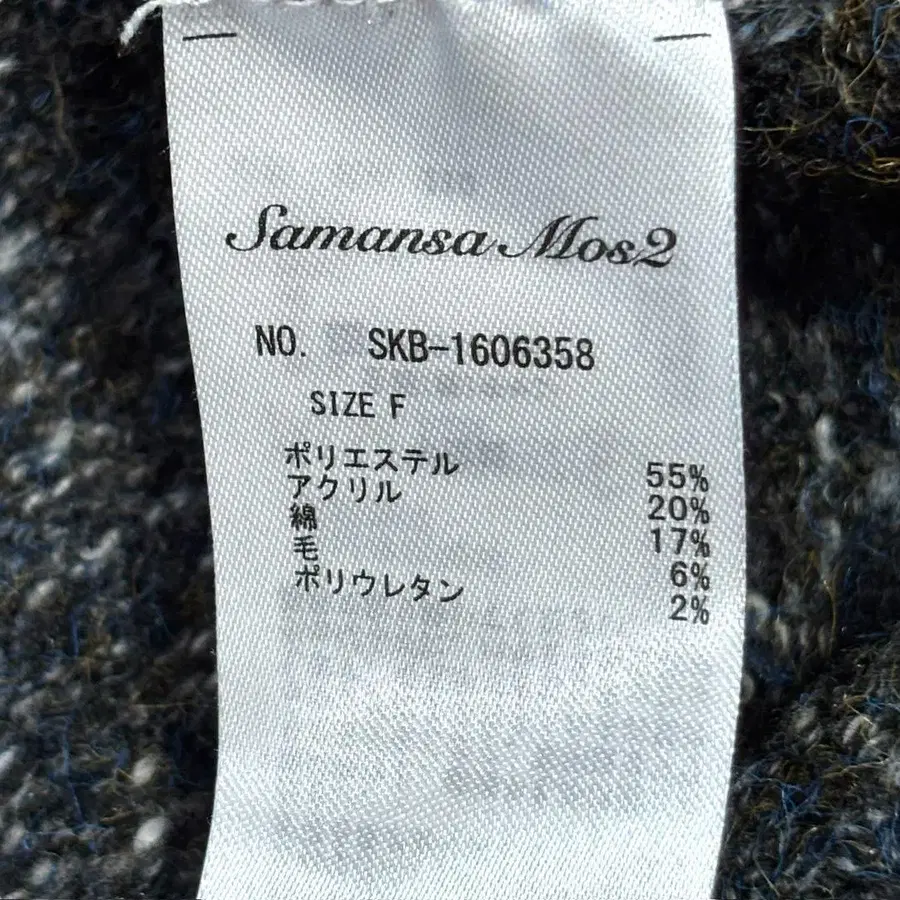 Samansa Mos2
NO. SKB-1606358
SIZE F
ポリエステル 55%
アクリル 20%
綿 17%
毛 6%
ポリウレタン 2%